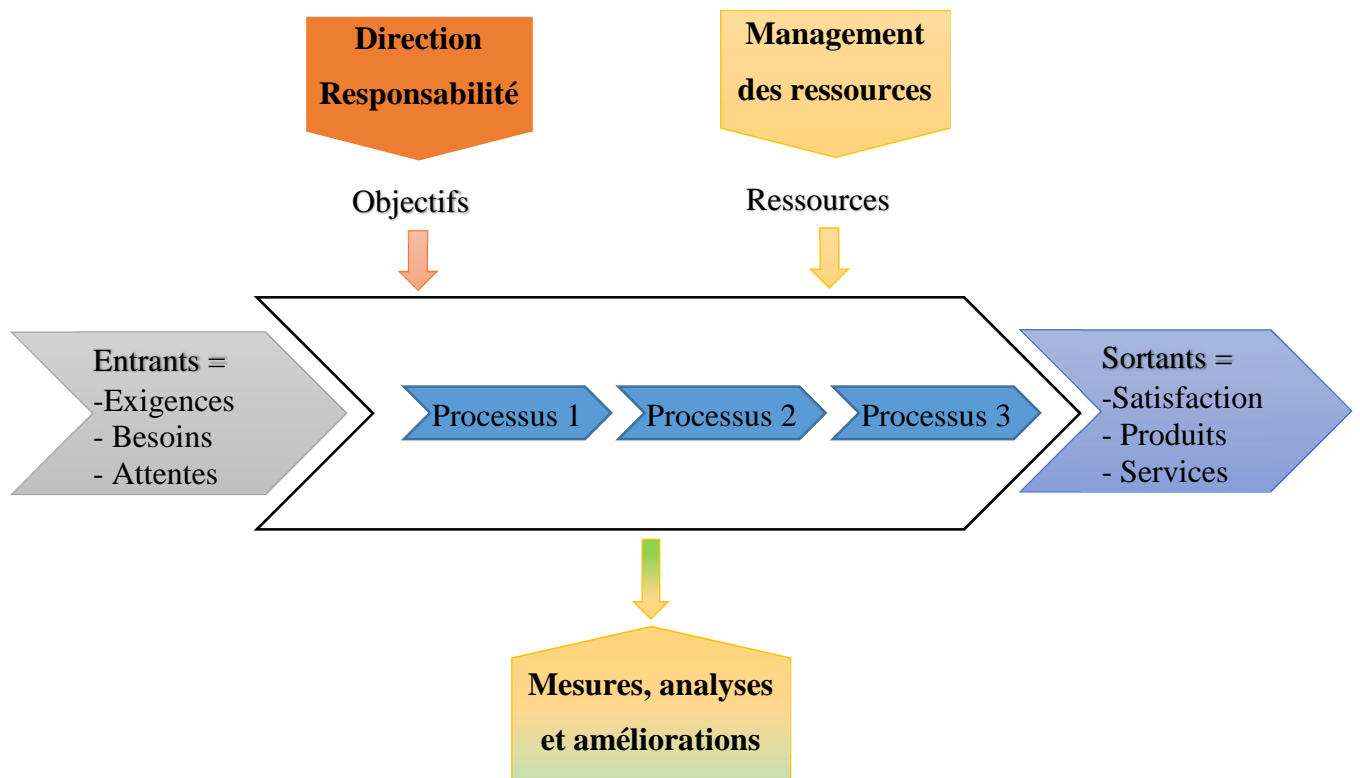 Direction
Responsabilité
Management
des ressources
Objectifs
Ressources
Entrants =
-Exigences
- Besoins
- Attentes
Processus 1
Processus 2
Processus 3
Sortants =
-Satisfaction
- Produits
- Services
Mesures, analyses
et améliorations